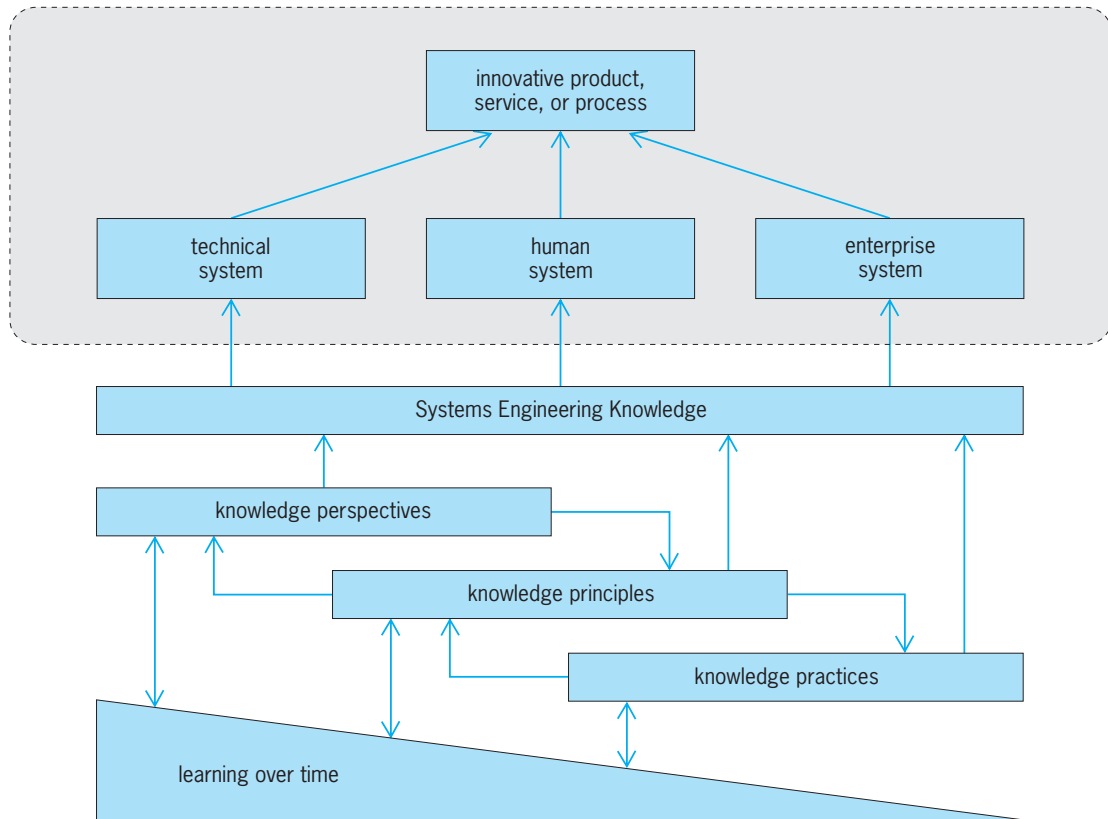 innovative product,
service, or process
technical
system
human
system
enterprise
system
Systems Engineering Knowledge
knowledge perspectives
knowledge principles
knowledge practices
learning over time